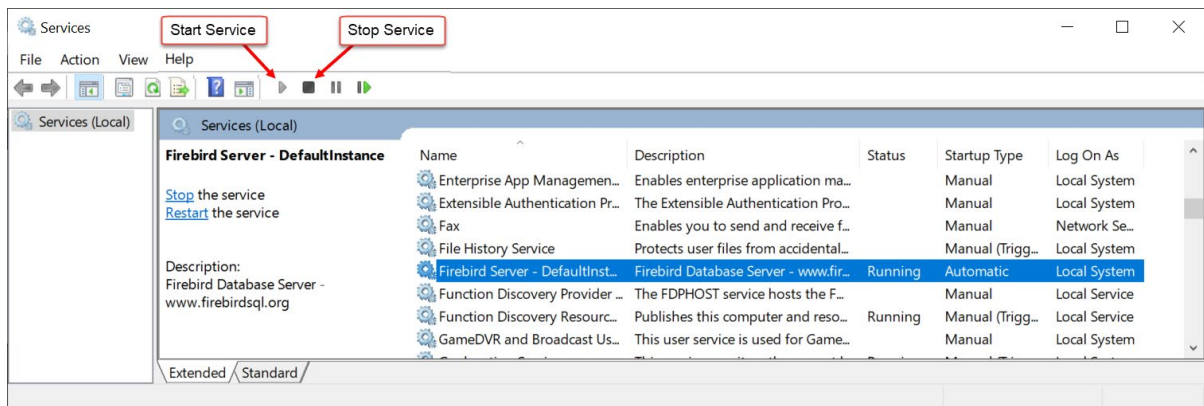 Services
Start Service
Stop Service
File Action View Help
Services (Local)
Services (Local)
Firebird Server - DefaultInstance
Stop the service
Restart the service
Description:
Firebird Database Server -
www.firebirdsql.org
Name Description Status Startup Type Log On As
Enterprise App Managemen... Enables enterprise application ma... Manual Local System
Extensible Authentication Pr... The Extensible Authentication Pro... Manual Local System
Fax Enables you to send and receive f... Manual Network Se...
File History Service Protects user files from accidental... Manual (Trigg... Local System
Firebird Server - DefaultInst... Firebird Database Server - www.fir... Running Automatic Local System
Function Discovery Provider ... The FDPHOST service hosts the F... Manual Local Service
Function Discovery Resourc... Publishes this computer and reso... Running Manual (Trigg... Local Service
GameDVR and Broadcast Us... This user service is used for Game... Manual Local System
Extended Standard